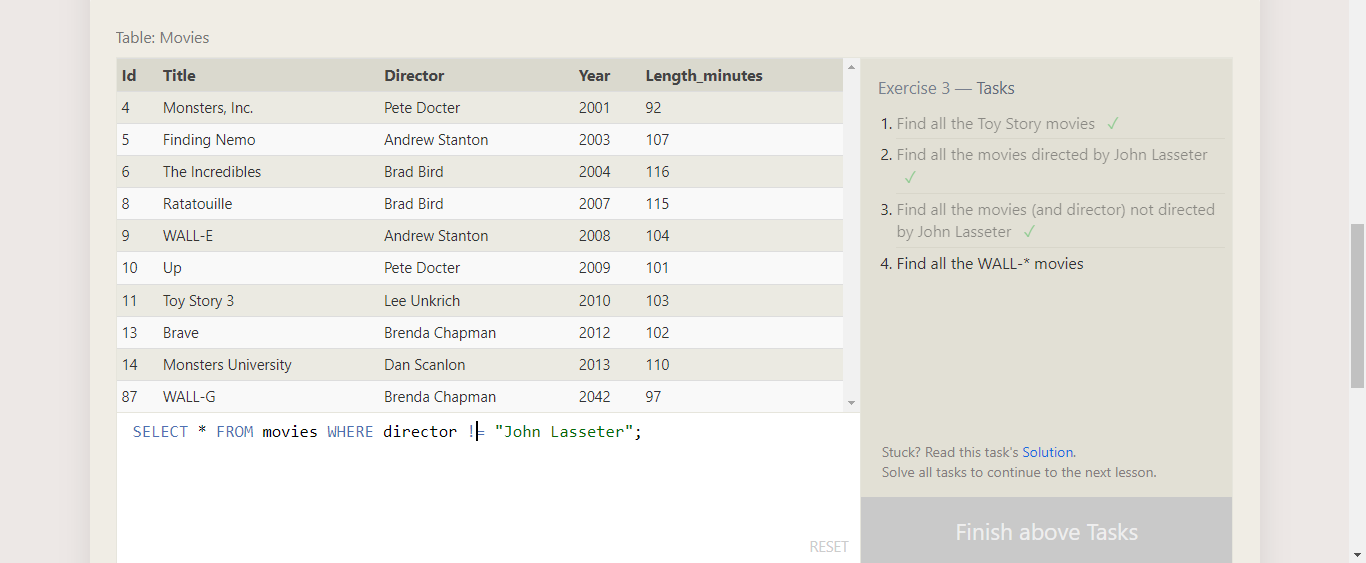 Table: Movies
Id Title Director Year Length_minutes
4 Monsters, Inc. Pete Docter 2001 92
5 Finding Nemo Andrew Stanton 2003 107
6 The Incredibles Brad Bird 2004 116
8 Ratatouille Brad Bird 2007 115
9 WALL-E Andrew Stanton 2008 104
10 Up Pete Docter 2009 101
11 Toy Story 3 Lee Unkrich 2010 103
13 Brave Brenda Chapman 2012 102
14 Monsters University Dan Scanlon 2013 110
87 WALL-G Brenda Chapman 2042 97
SELECT * FROM movies WHERE director != "John Lasseter";
RESET
Exercise 3 — Tasks
1. Find all the Toy Story movies ✓
2. Find all the movies directed by John Lasseter
✓
3. Find all the movies (and director) not directed
by John Lasseter ✓
4. Find all the WALL-* movies
Stuck? Read this task's Solution.
Solve all tasks to continue to the next lesson.
Finish above Tasks